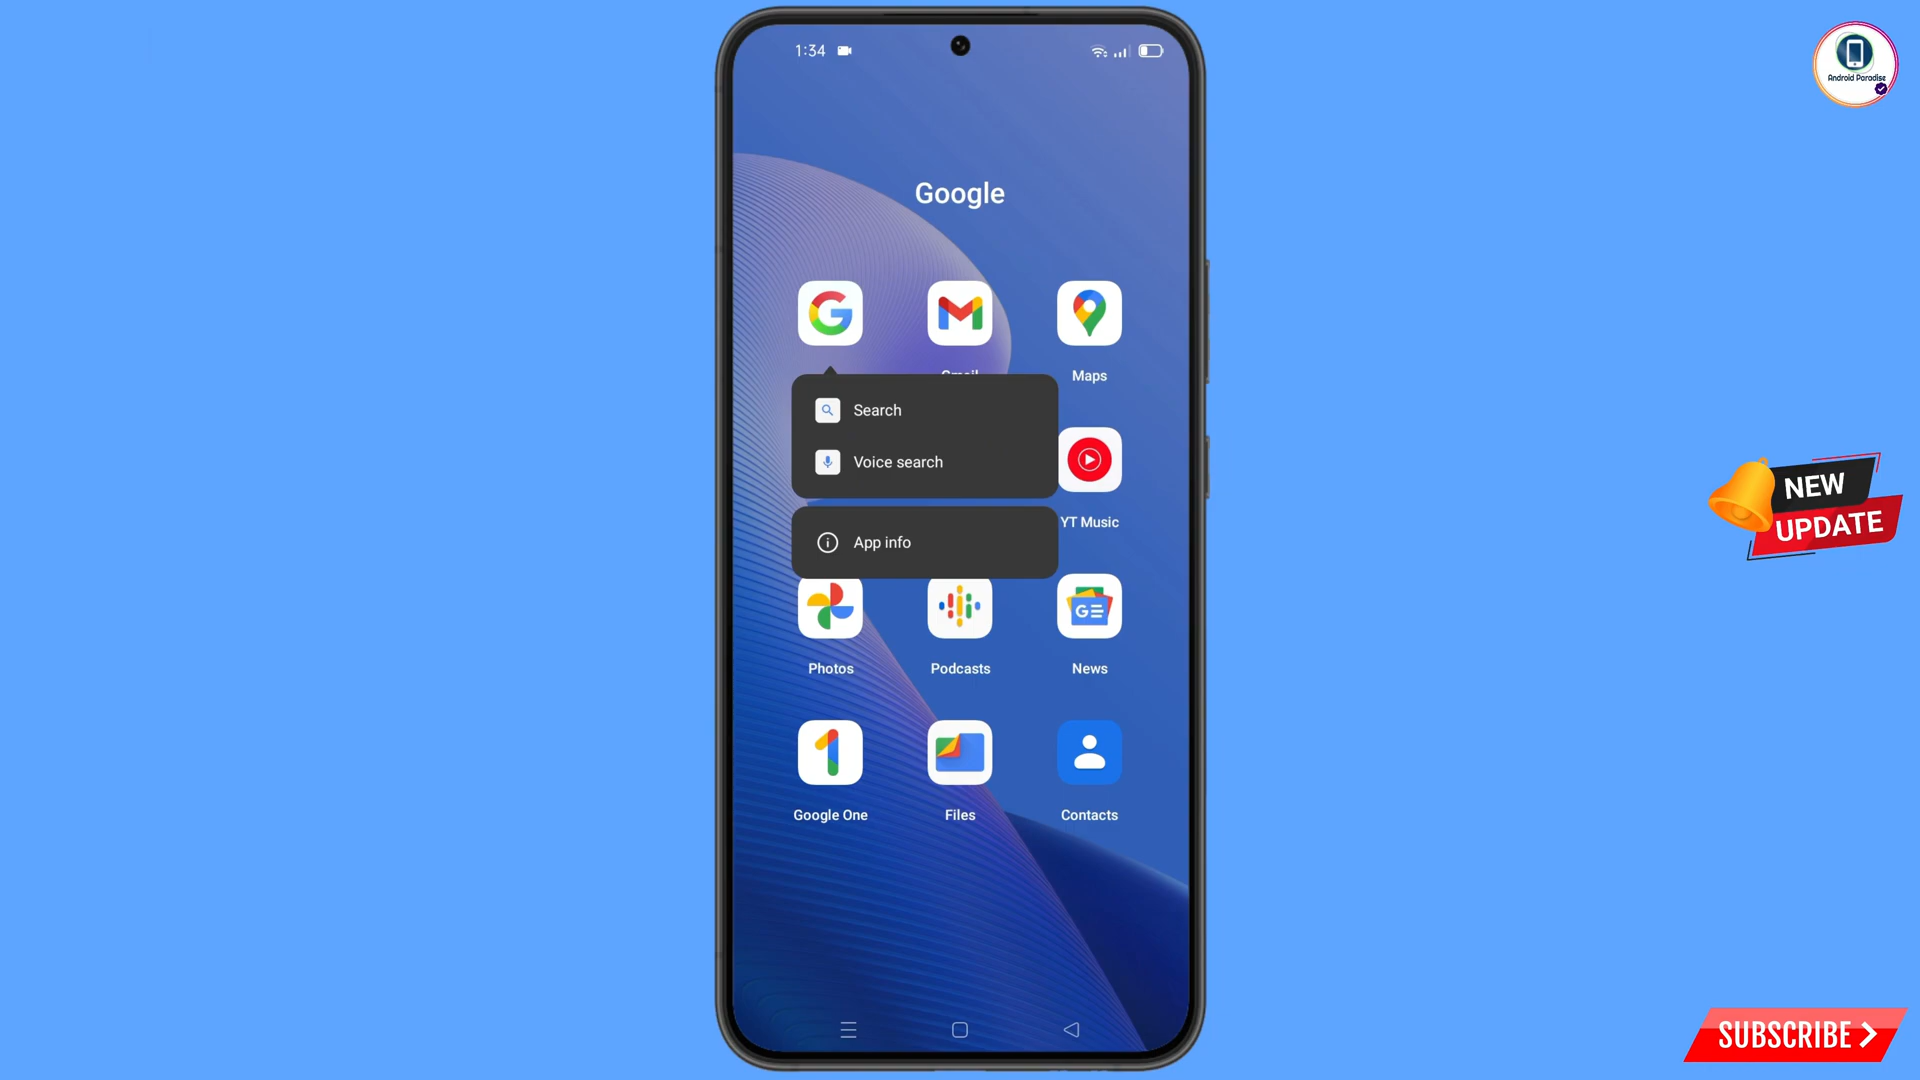 1:34
Android Paradise
Google
Gmail
Maps
Search
Voice search
YT Music
App info
NEW
UPDATE
Photos
Podcasts
News
Google One
Files
Contacts
SUBSCRIBE